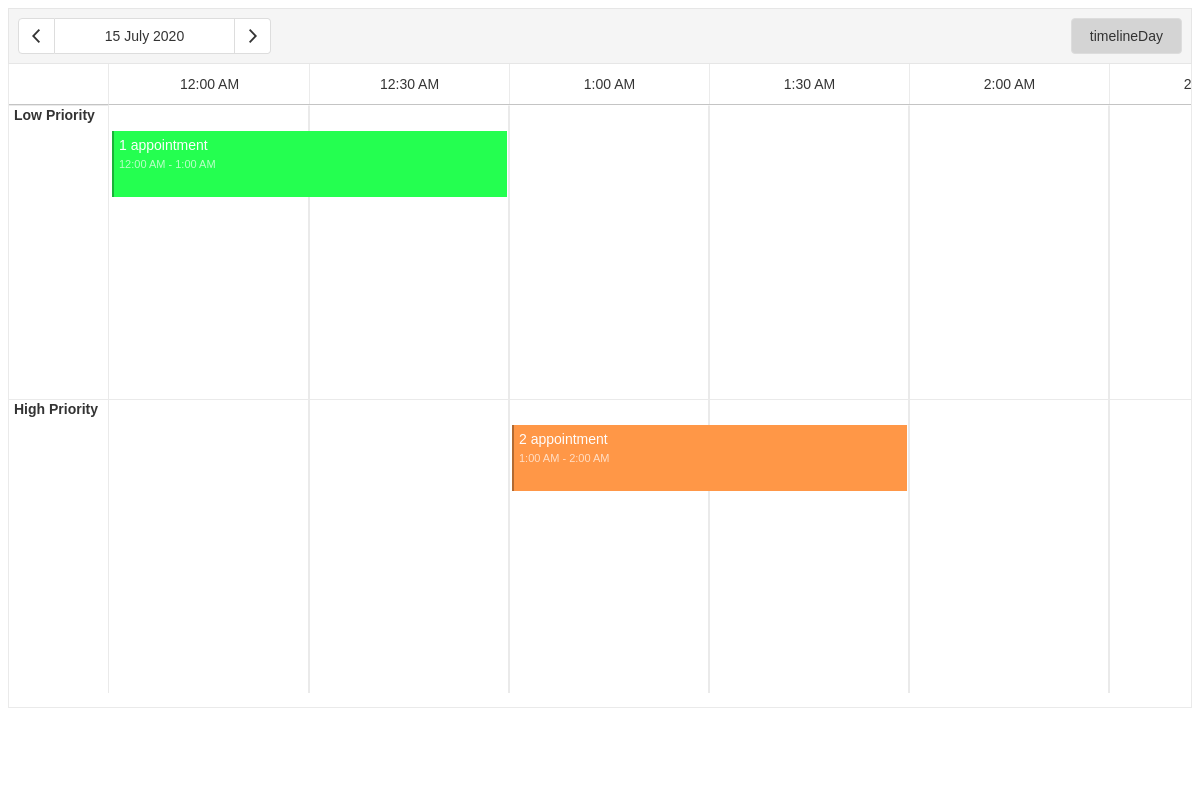 15 July 2020
timelineDay
12:00 AM
12:30 AM
1:00 AM
1:30 AM
2:00 AM
2
Low Priority
1 appointment
12:00 AM - 1:00 AM
High Priority
2 appointment
1:00 AM - 2:00 AM